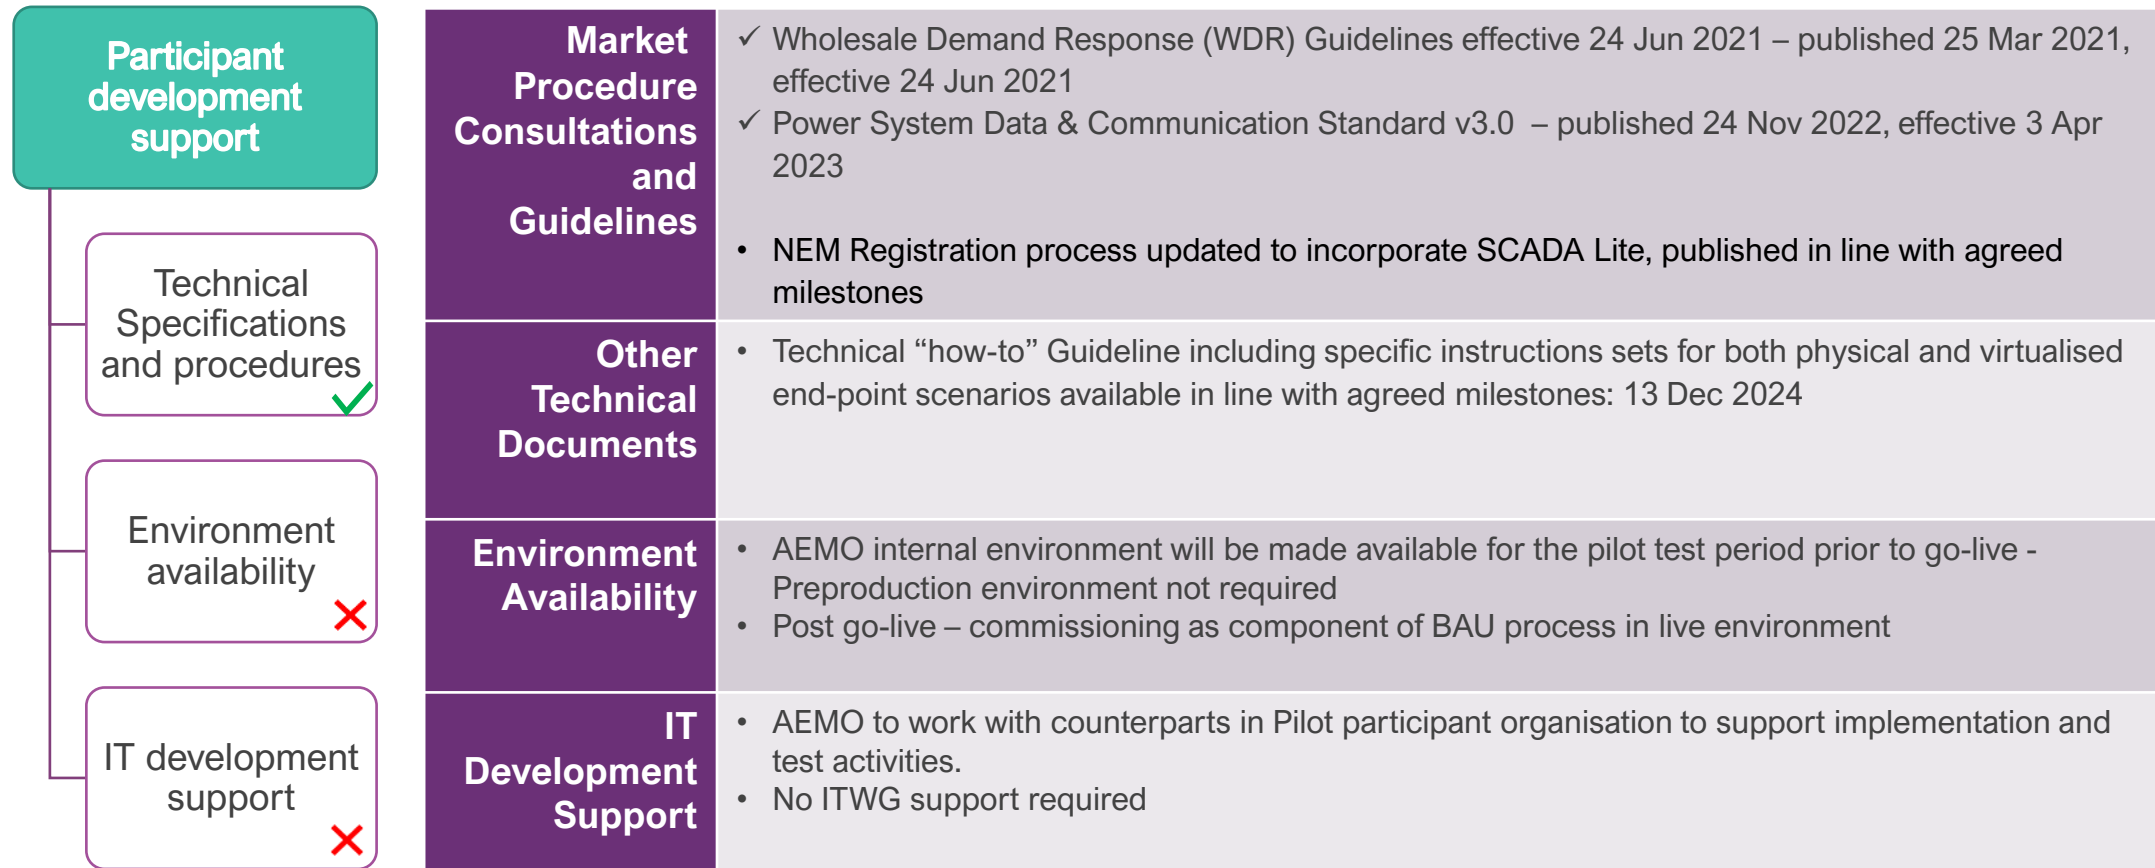 Participant
development
support
Technical
Specifications
and procedures
Environment
availability
IT development
support
Market
Procedure
Consultations
and
Guidelines
✓ Wholesale Demand Response (WDR) Guidelines effective 24 Jun 2021 – published 25 Mar 2021,
effective 24 Jun 2021
✓ Power System Data & Communication Standard v3.0 – published 24 Nov 2022, effective 3 Apr
2023
• NEM Registration process updated to incorporate SCADA Lite, published in line with agreed
milestones
Other
Technical
Documents
• Technical “how-to” Guideline including specific instructions sets for both physical and virtualised
end-point scenarios available in line with agreed milestones: 13 Dec 2024
Environment
Availability
• AEMO internal environment will be made available for the pilot test period prior to go-live -
Preproduction environment not required
• Post go-live – commissioning as component of BAU process in live environment
IT
Development
Support
• AEMO to work with counterparts in Pilot participant organisation to support implementation and
test activities.
• No ITWG support required